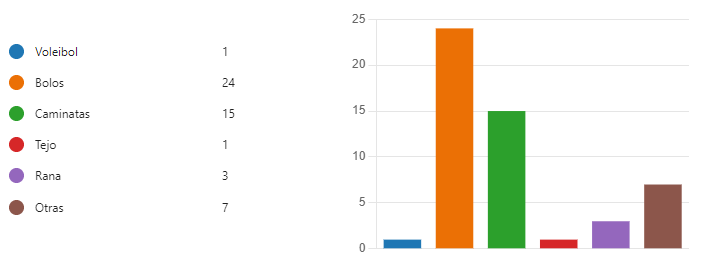 Voleibol 1
Bolos 24
Caminatas 15
Tejo 1
Rana 3
Otras 7
25
20
15
10
5
0